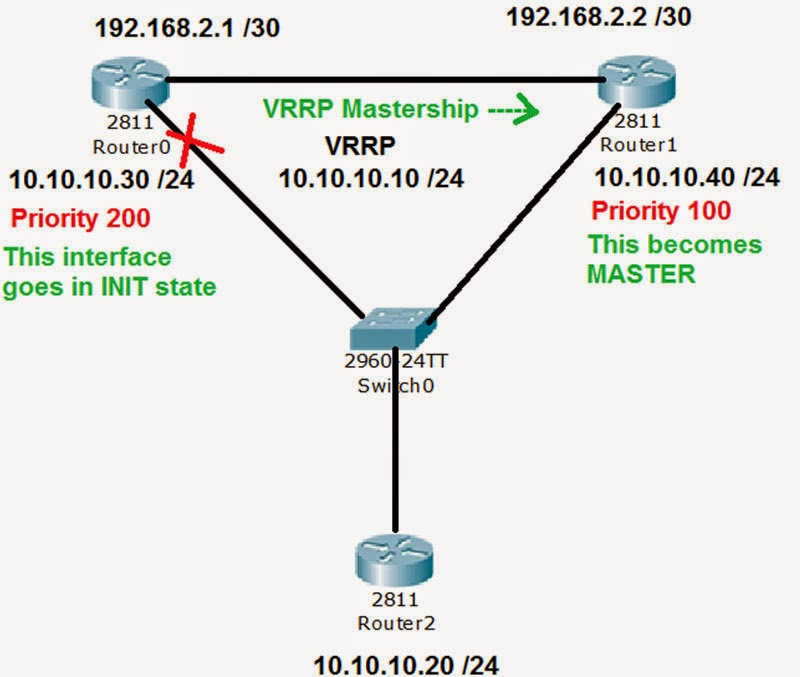 192.168.2.1 /30
192.168.2.2 /30
2811
Router0
10.10.10.30 /24
Priority 200
This interface
goes in INIT state
VRRP Mastership ---->
VRRP
10.10.10.10 /24
2811
Router1
10.10.10.40 /24
Priority 100
This becomes
MASTER
2960-24TT
Switch0
2811
Router2
10.10.10.20 /24